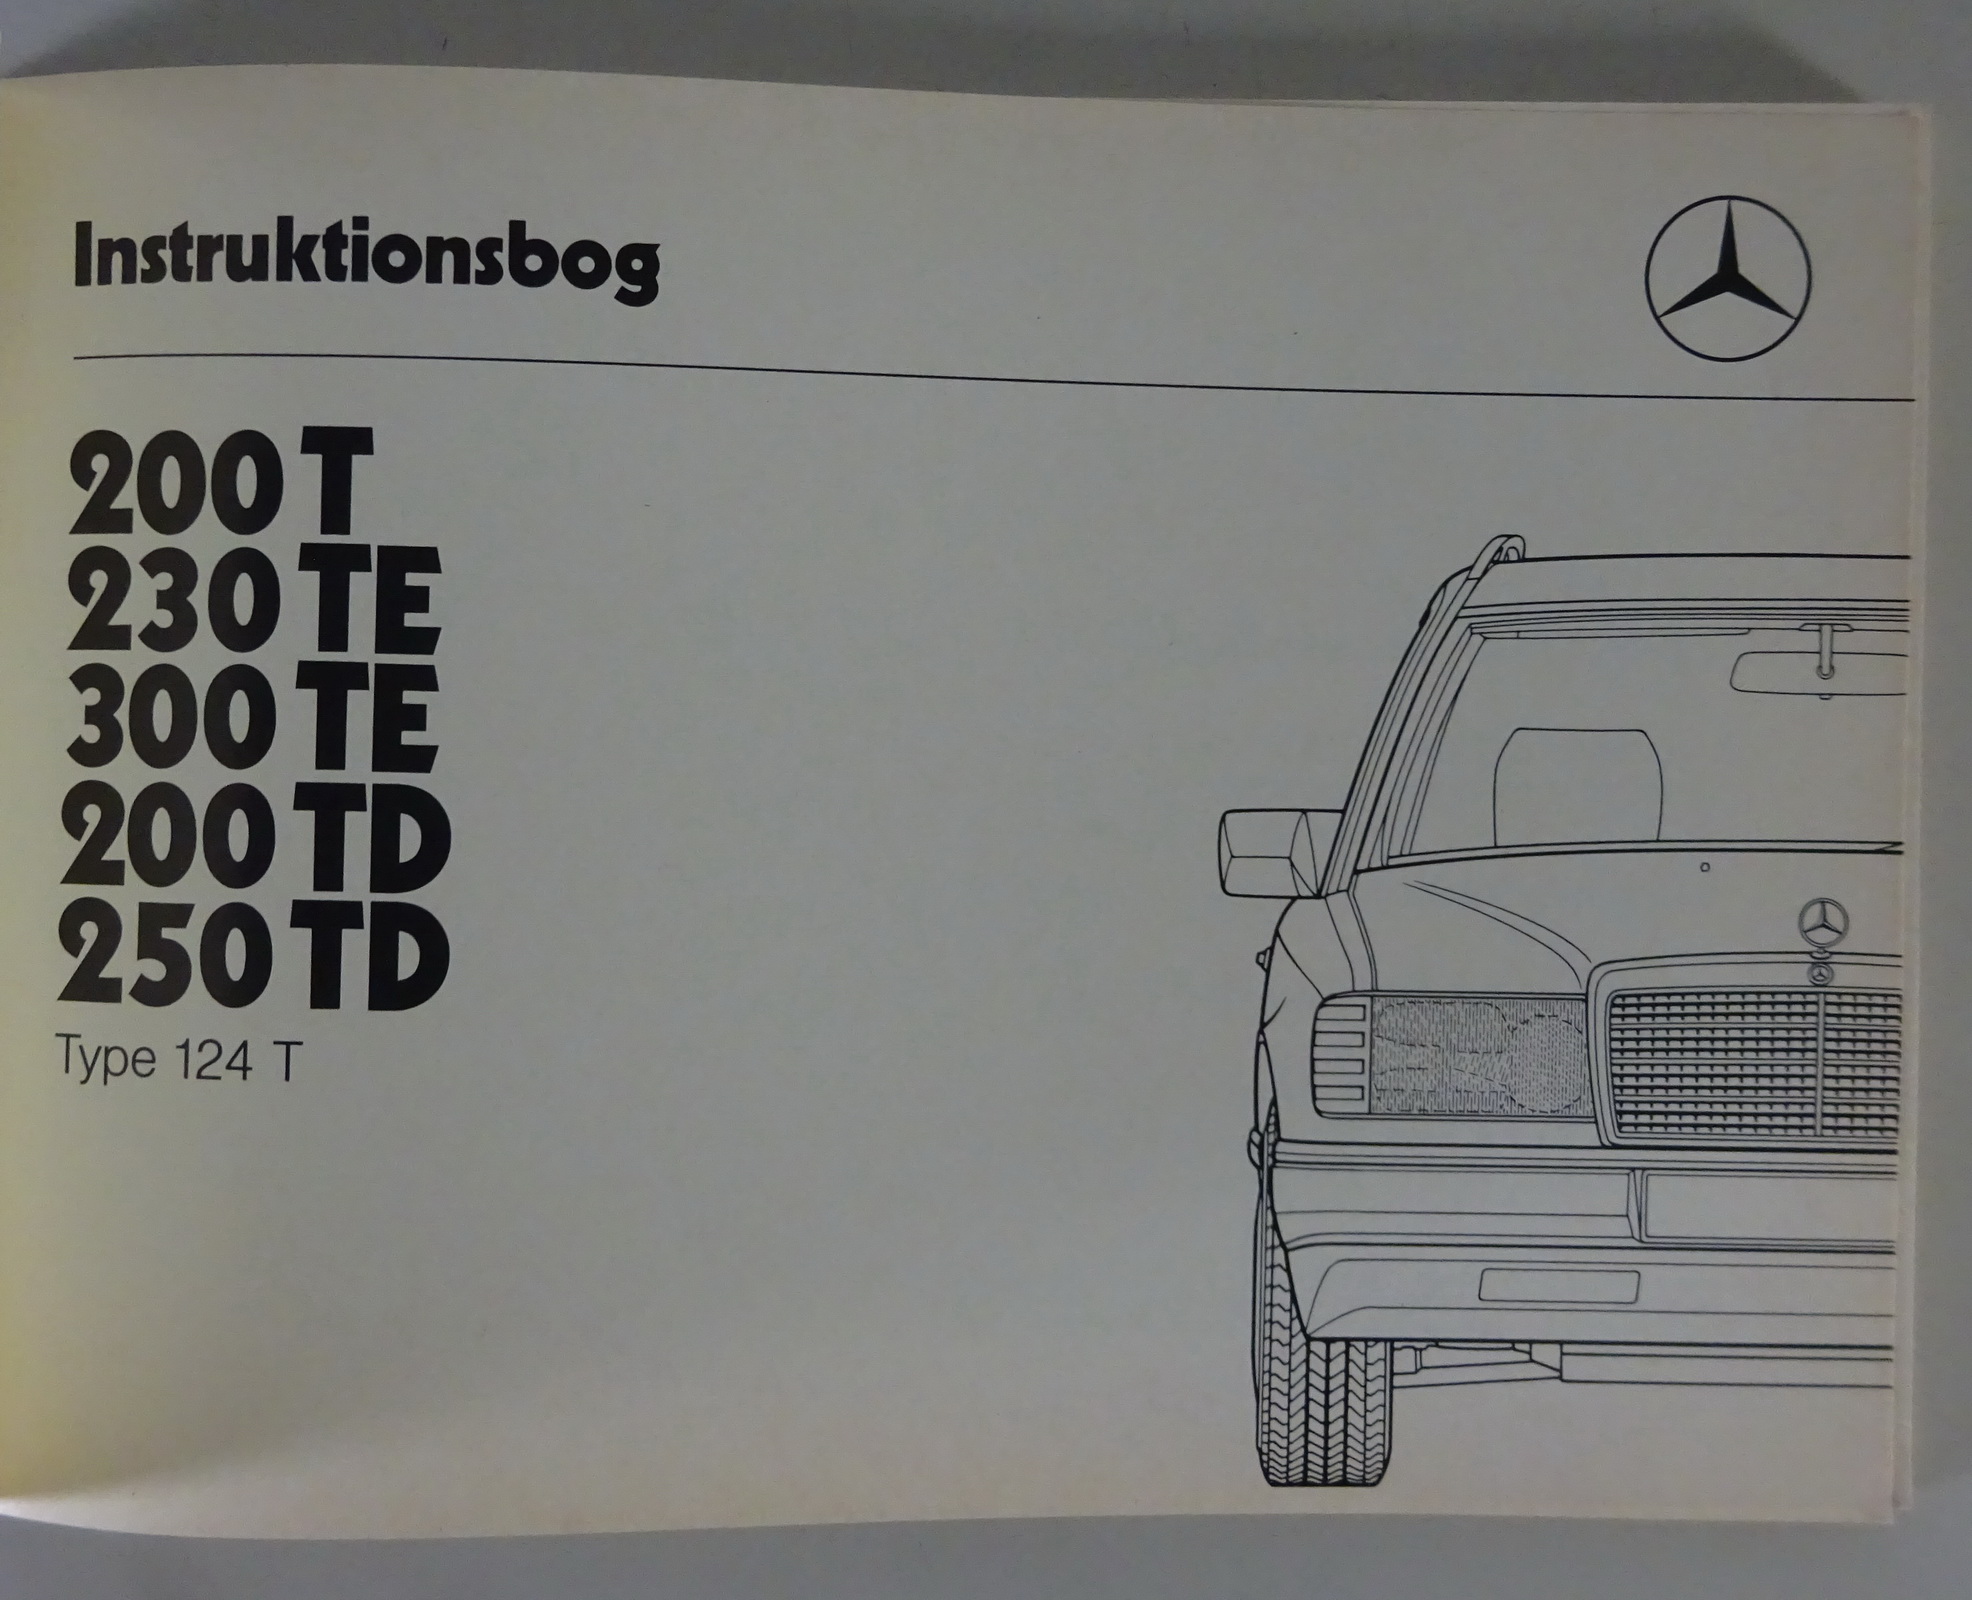 Instruktionsbog
200 T
230 TE
300 TE
200 TD
250 TD
Type 124 T